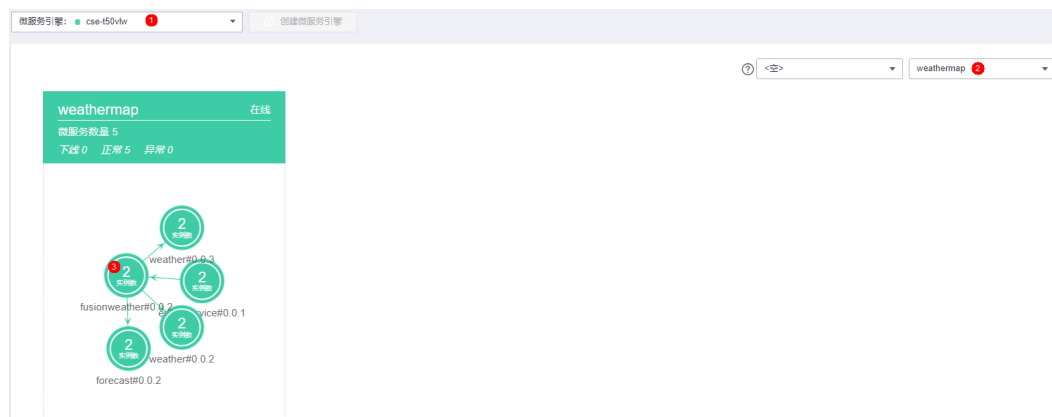 微服务引擎: cse-t50vlw 1 创建微服务引擎
? <空> weathermap 2
weathermap 在线
微服务数量 5
下线 0 正常 5 异常 0
2
实例数
weather#0.0.3
3
2
实例数
2
实例数
fusionweather#0.0.2
vice#0.0.1
2
实例数
weather#0.0.2
2
实例数
forecast#0.0.2